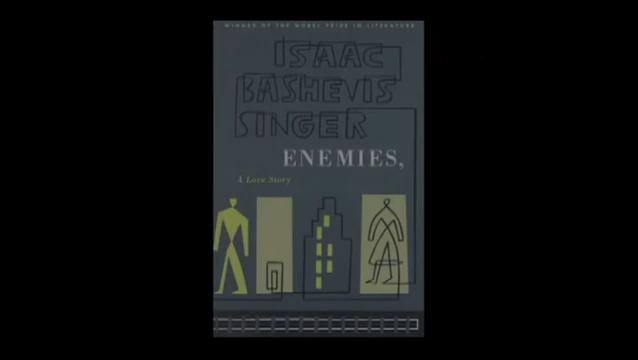 WINNER OF THE NOBEL PRIZE IN LITERATURE
ISAAC
BASHEVIS
SINGER
ENEMIES,
A Love Story